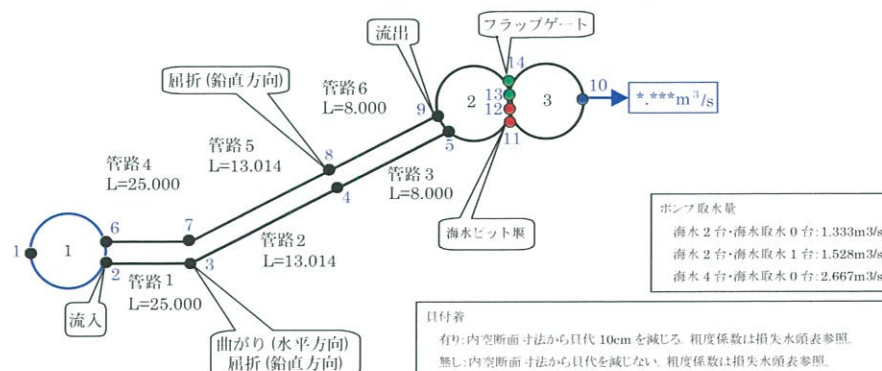 フラップゲート
流出
14
屈折(鉛直方向)
管路6
L=8.000
9
13
12
11
2
3
10
*.***m³/s
5
管路5
L=13.014
8
管路3
L=8.000
4
管路4
L=25.000
海水ピット堰
ポンプ取水量
海水2台・海水取水0台:1.333m3/s
海水2台・海水取水1台:1.528m3/s
海水4台・海水取水0台:2.667m3/s
6
7
1
1
2
3
管路2
L=13.014
管路1
L=25.000
流入
曲がり(水平方向)
屈折(鉛直方向)
貝付着
有り:内空断面寸法から貝代10cmを減じる。粗度係数は損失水頭表参照。
無し:内空断面寸法から貝代を減じない。粗度係数は損失水頭表参照。